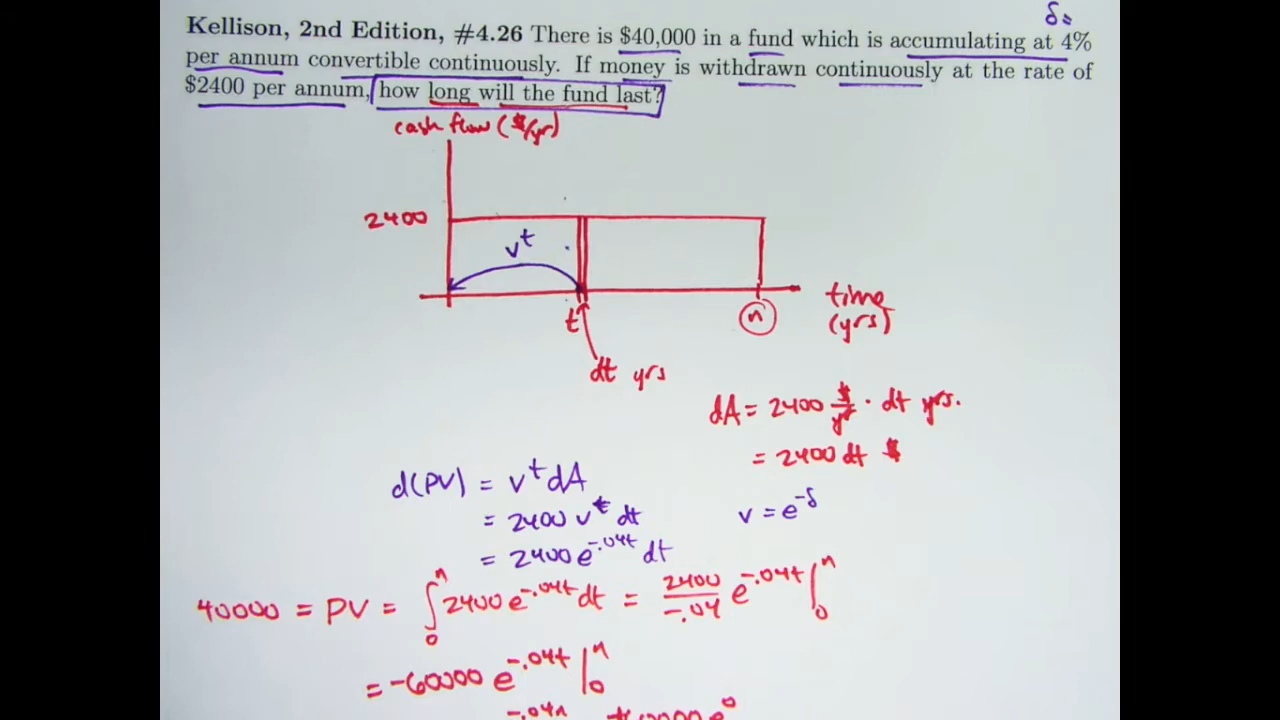 δ =
Kellison, 2nd Edition, #4.26 There is $40,000 in a fund which is accumulating at 4%
per annum convertible continuously. If money is withdrawn continuously at the rate of
$2400 per annum, how long will the fund last?
cash flow ($/yr)
2400
v^t
t
n
time
(yrs)
dt yrs
dA = 2400 $/yr · dt yrs.
= 2400 dt $
d(PV) = v^t dA
= 2400 v^t dt
v = e^-δ
= 2400 e^-.04t dt
40000 = PV = ∫_0^n 2400 e^-.04t dt = 2400/-.04 e^-.04t |_0^n
= -60000 e^-.04t |_0^n